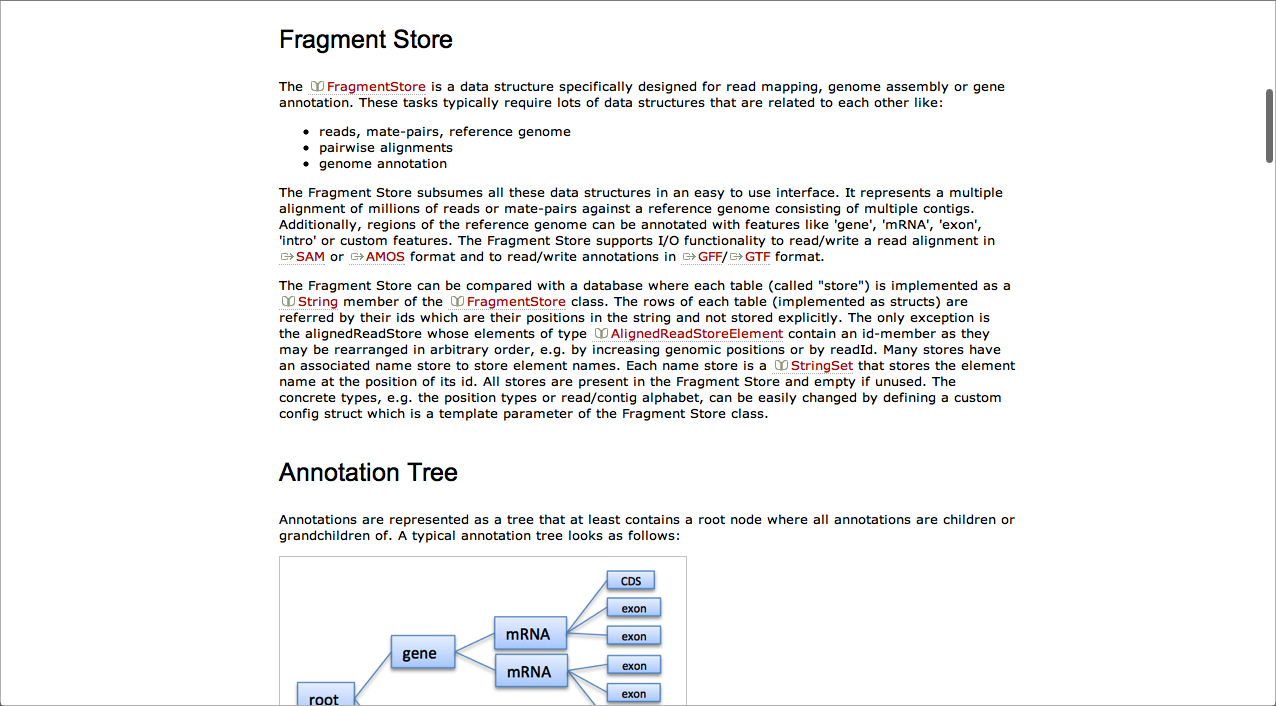 Fragment Store
The FragmentStore is a data structure specifically designed for read mapping, genome assembly or gene
annotation. These tasks typically require lots of data structures that are related to each other like:
• reads, mate-pairs, reference genome
• pairwise alignments
• genome annotation
The Fragment Store subsumes all these data structures in an easy to use interface. It represents a multiple
alignment of millions of reads or mate-pairs against a reference genome consisting of multiple contigs.
Additionally, regions of the reference genome can be annotated with features like 'gene', 'mRNA', 'exon',
'intro' or custom features. The Fragment Store supports I/O functionality to read/write a read alignment in
SAM or AMOS format and to read/write annotations in GFF/GTF format.
The Fragment Store can be compared with a database where each table (called "store") is implemented as a
String member of the FragmentStore class. The rows of each table (implemented as structs) are
referred by their ids which are their positions in the string and not stored explicitly. The only exception is
the alignedReadStore whose elements of type AlignedReadStoreElement contain an id-member as they
may be rearranged in arbitrary order, e.g. by increasing genomic positions or by readId. Many stores have
an associated name store to store element names. Each name store is a StringSet that stores the element
name at the position of its id. All stores are present in the Fragment Store and empty if unused. The
concrete types, e.g. the position types or read/contig alphabet, can be easily changed by defining a custom
config struct which is a template parameter of the Fragment Store class.
Annotation Tree
Annotations are represented as a tree that at least contains a root node where all annotations are children or
grandchildren of. A typical annotation tree looks as follows:
CDS
exon
mRNA
exon
gene
exon
mRNA
exon
root